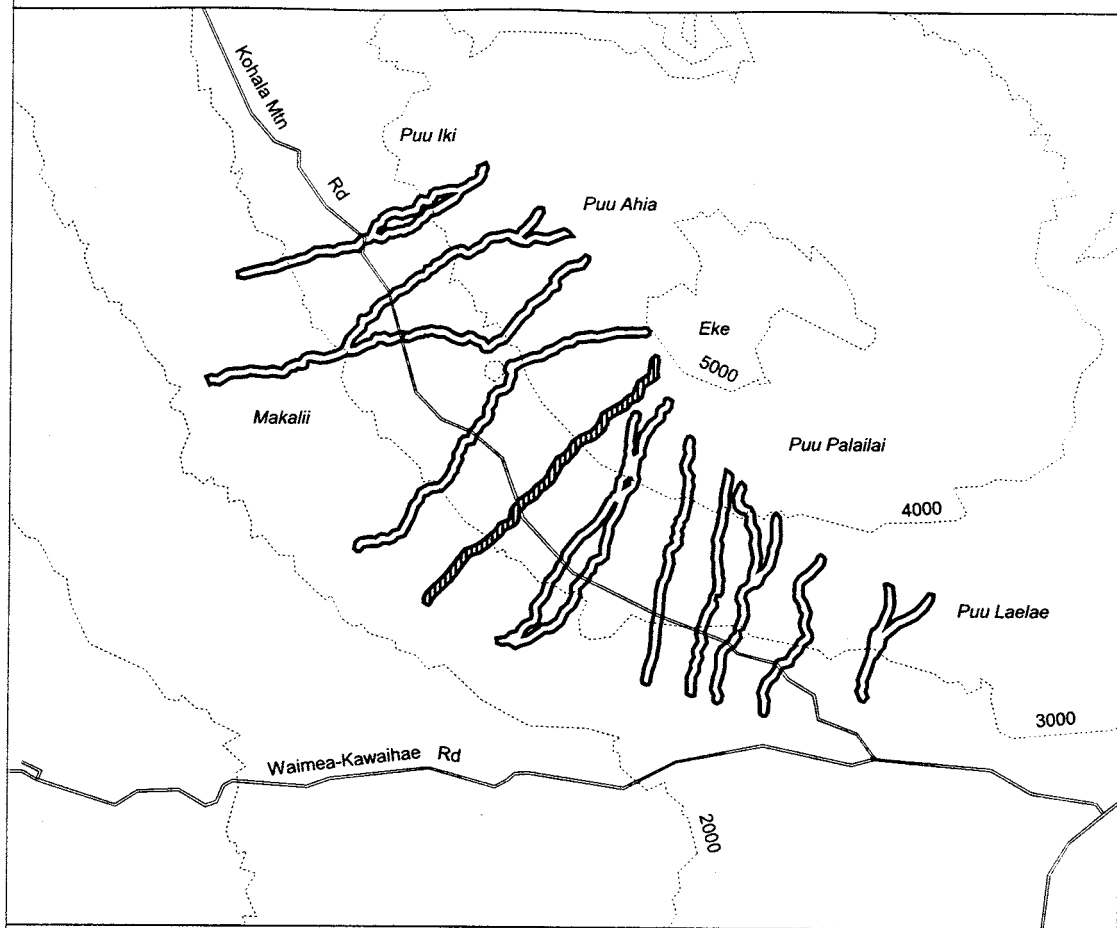 Kohala Mtn
Rd
Puu Iki
Puu Ahia
Eke
5000
Makalii
Puu Palailai
4000
Puu Laelae
3000
Waimea-Kawaihae Rd
2000